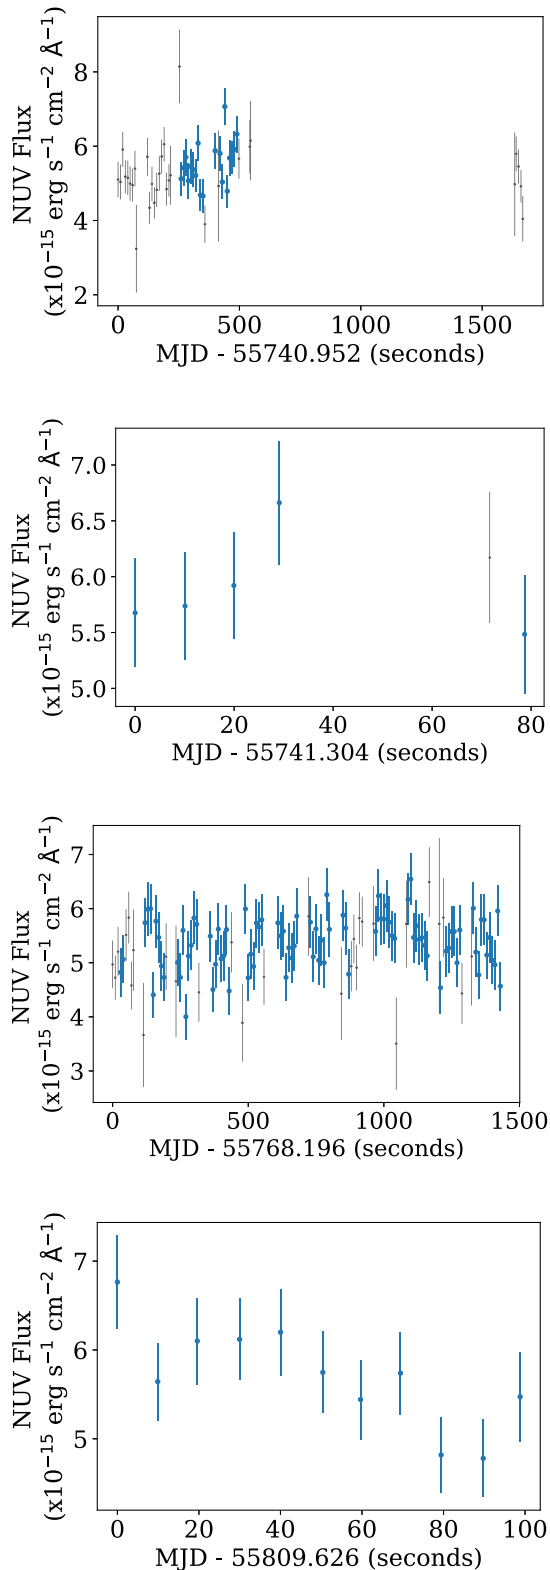 NUV Flux
(x10⁻¹⁵ erg s⁻¹ cm⁻² Å⁻¹)
8
6
4
2
0 500 1000 1500
MJD - 55740.952 (seconds)
NUV Flux
(x10⁻¹⁵ erg s⁻¹ cm⁻² Å⁻¹)
7.0
6.5
6.0
5.5
5.0
0 20 40 60 80
MJD - 55741.304 (seconds)
NUV Flux
(x10⁻¹⁵ erg s⁻¹ cm⁻² Å⁻¹)
7
6
5
4
3
0 500 1000 1500
MJD - 55768.196 (seconds)
NUV Flux
(x10⁻¹⁵ erg s⁻¹ cm⁻² Å⁻¹)
7
6
5
0 20 40 60 80 100
MJD - 55809.626 (seconds)